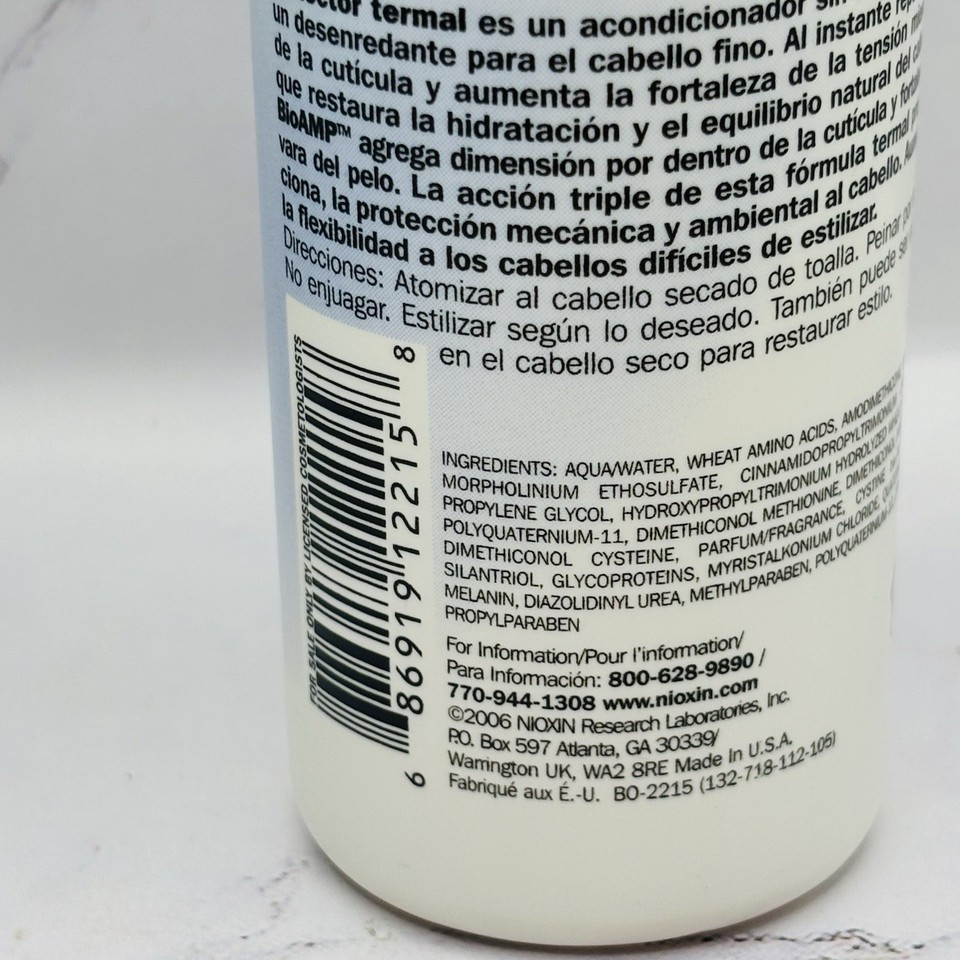 termal es un acondicionador
un desenredante para el cabello fino. Al instante
de la cutícula y aumenta la fortaleza de la tensión
que restaura la hidratación y el equilibrio natural del
BioAMP™ agrega dimensión por dentro de la cutícula y
vara del pelo. La acción triple de esta fórmula termal
ciona, la protección mecánica y ambiental al cabello.
la flexibilidad a los cabellos difíciles de estilizar.
Direcciones: Atomizar al cabello secado de toalla. Peinar
No enjuagar. Estilizar según lo deseado. También puede
en el cabello seco para restaurar estilo.
FOR SALE ONLY BY LICENSED COSMETOLOGISTS
6 86919 12215 8
INGREDIENTS: AQUA/WATER, WHEAT AMINO ACIDS,
MORPHOLINIUM ETHOSULFATE, CINNAMIDOPROPYLTRIMONIUM
PROPYLENE GLYCOL, HYDROXYPROPYLTRIMONIUM HYDROLYZED
POLYQUATERNIUM-11, DIMETHICONOL METHIONINE,
DIMETHICONOL CYSTEINE, PARFUM/FRAGRANCE, CYSTINE
SILANTRIOL, GLYCOPROTEINS, MYRISTALKONIUM CHLORIDE,
MELANIN, DIAZOLIDINYL UREA, METHYLPARABEN,
PROPYLPARABEN
For Information/Pour l'information/
Para Información: 800-628-9890 /
770-944-1308 www.nioxin.com
©2006 NIOXIN Research Laboratories, Inc.
P.O. Box 597 Atlanta, GA 30339/
Warrington UK, WA2 8RE Made In U.S.A.
Fabriqué aux É.-U. BO-2215 (132-718-112-105)